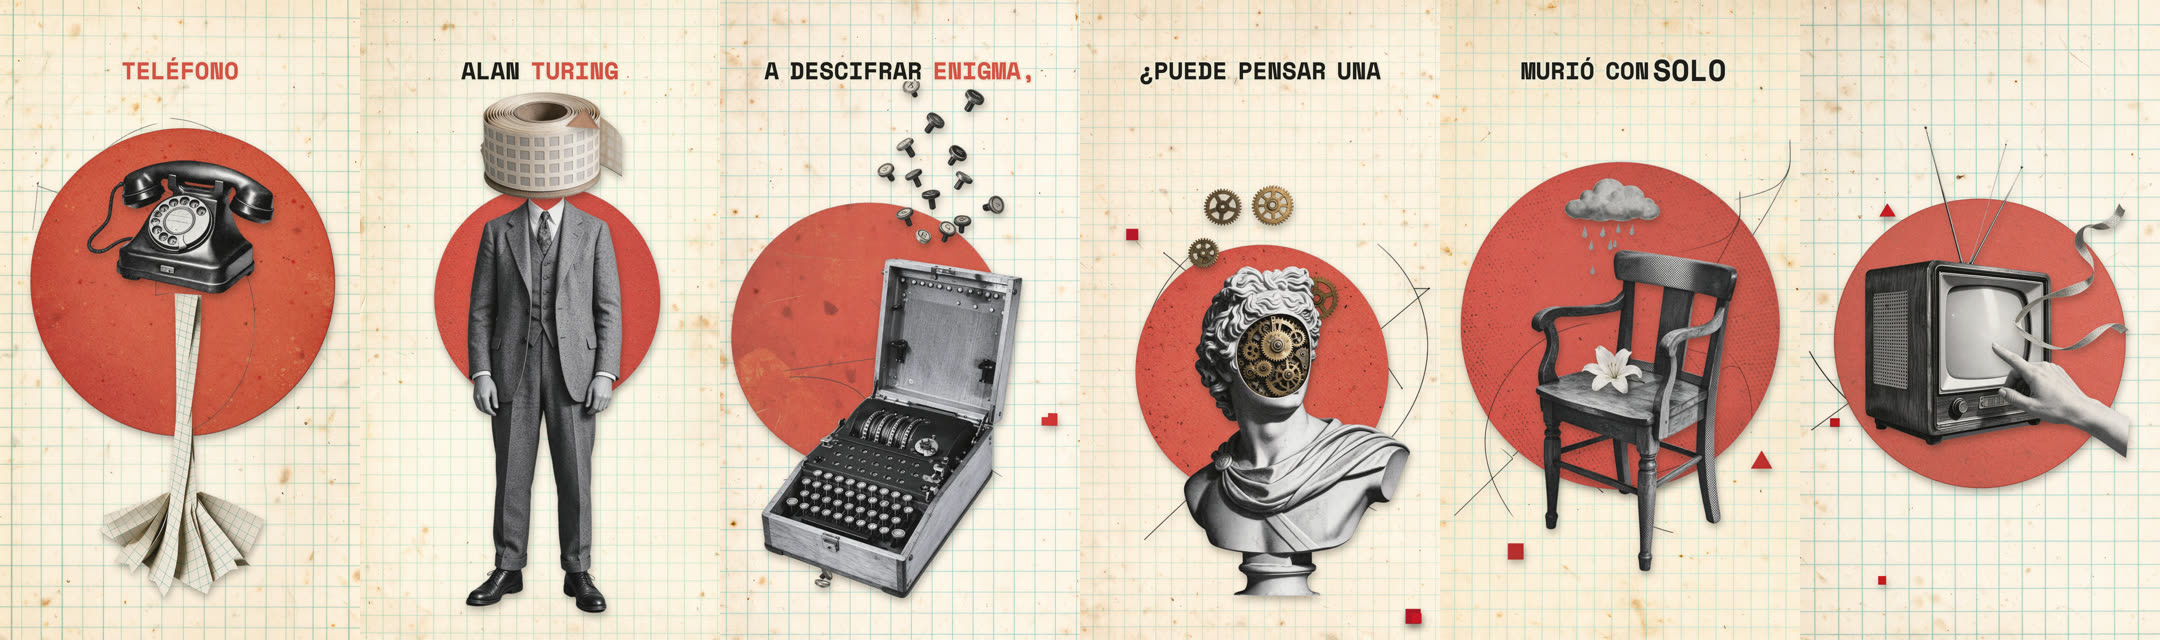 TELÉFONO
ALAN TURING
A DESCIFRAR ENIGMA,
¿PUEDE PENSAR UNA
MURIÓ CON SOLO